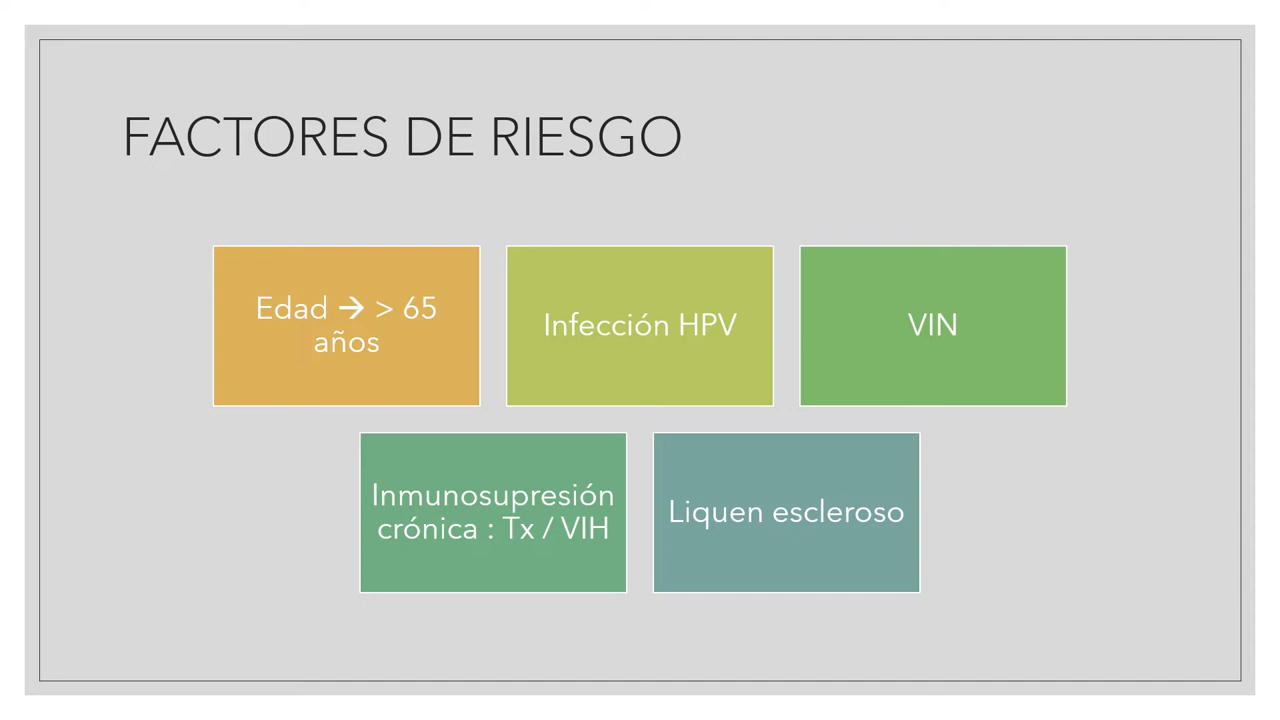 FACTORES DE RIESGO
Edad → > 65
años
Infección HPV
VIN
Inmunosupresión
crónica : Tx / VIH
Liquen escleroso